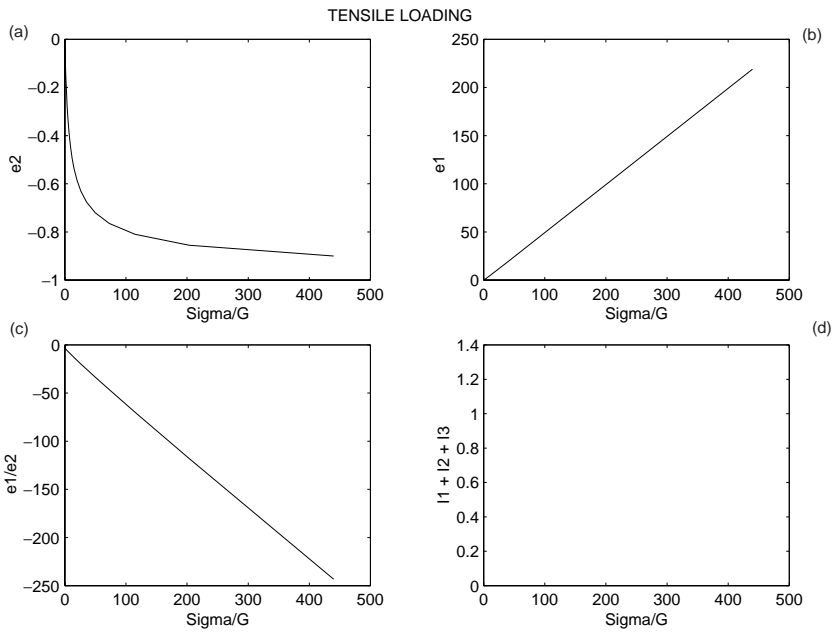 TENSILE LOADING
(a)
0
−0.2
−0.4
−0.6
−0.8
−1
e2
0 100 200 300 400 500
Sigma/G
(b)
250
200
150
100
50
0
e1
0 100 200 300 400 500
Sigma/G
(c)
0
−50
−100
−150
−200
−250
e1/e2
0 100 200 300 400 500
Sigma/G
(d)
1.4
1.2
1
0.8
0.6
0.4
0.2
0
I1 + I2 + I3
0 100 200 300 400 500
Sigma/G